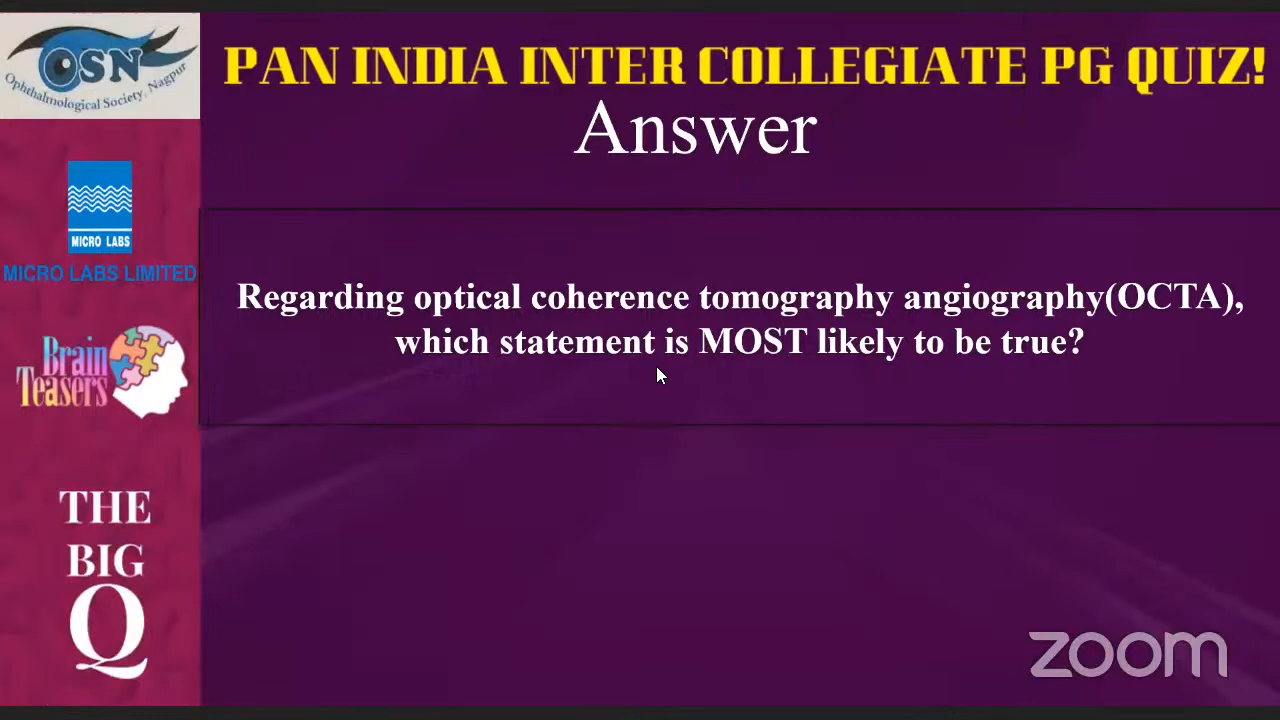 OSN
Ophthalmological Society, Nagpur
PAN INDIA INTER COLLEGIATE PG QUIZ!
Answer
MICRO LABS
MICRO LABS LIMITED
Regarding optical coherence tomography angiography(OCTA),
which statement is MOST likely to be true?
Brain
Teasers
THE
BIG
Q
zoom